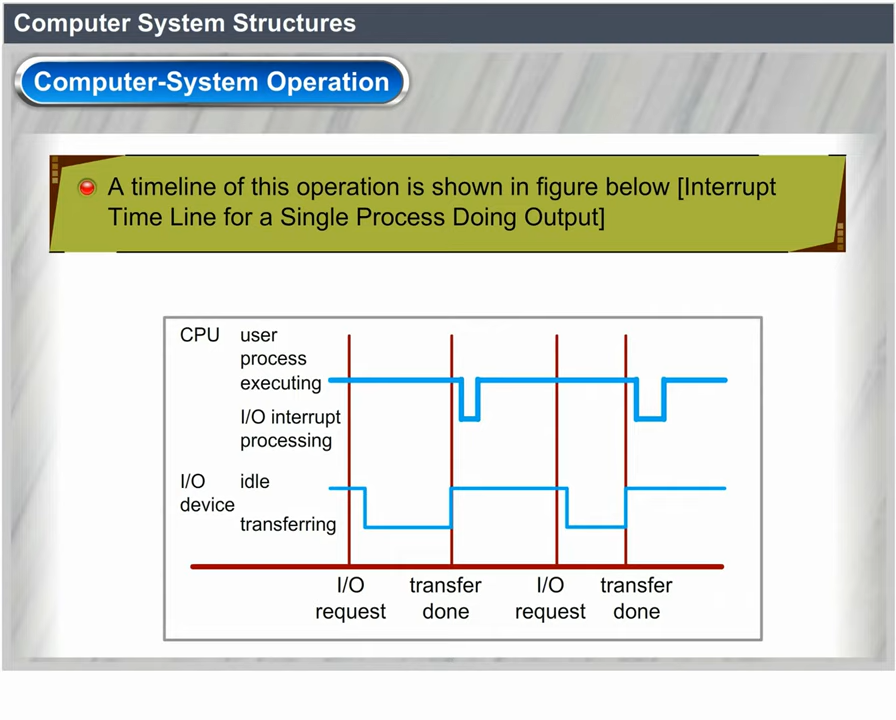 Computer System Structures
Computer-System Operation
A timeline of this operation is shown in figure below [Interrupt
Time Line for a Single Process Doing Output]
CPU user
process
executing
I/O interrupt
processing
I/O idle
device
transferring
I/O transfer I/O transfer
request done request done